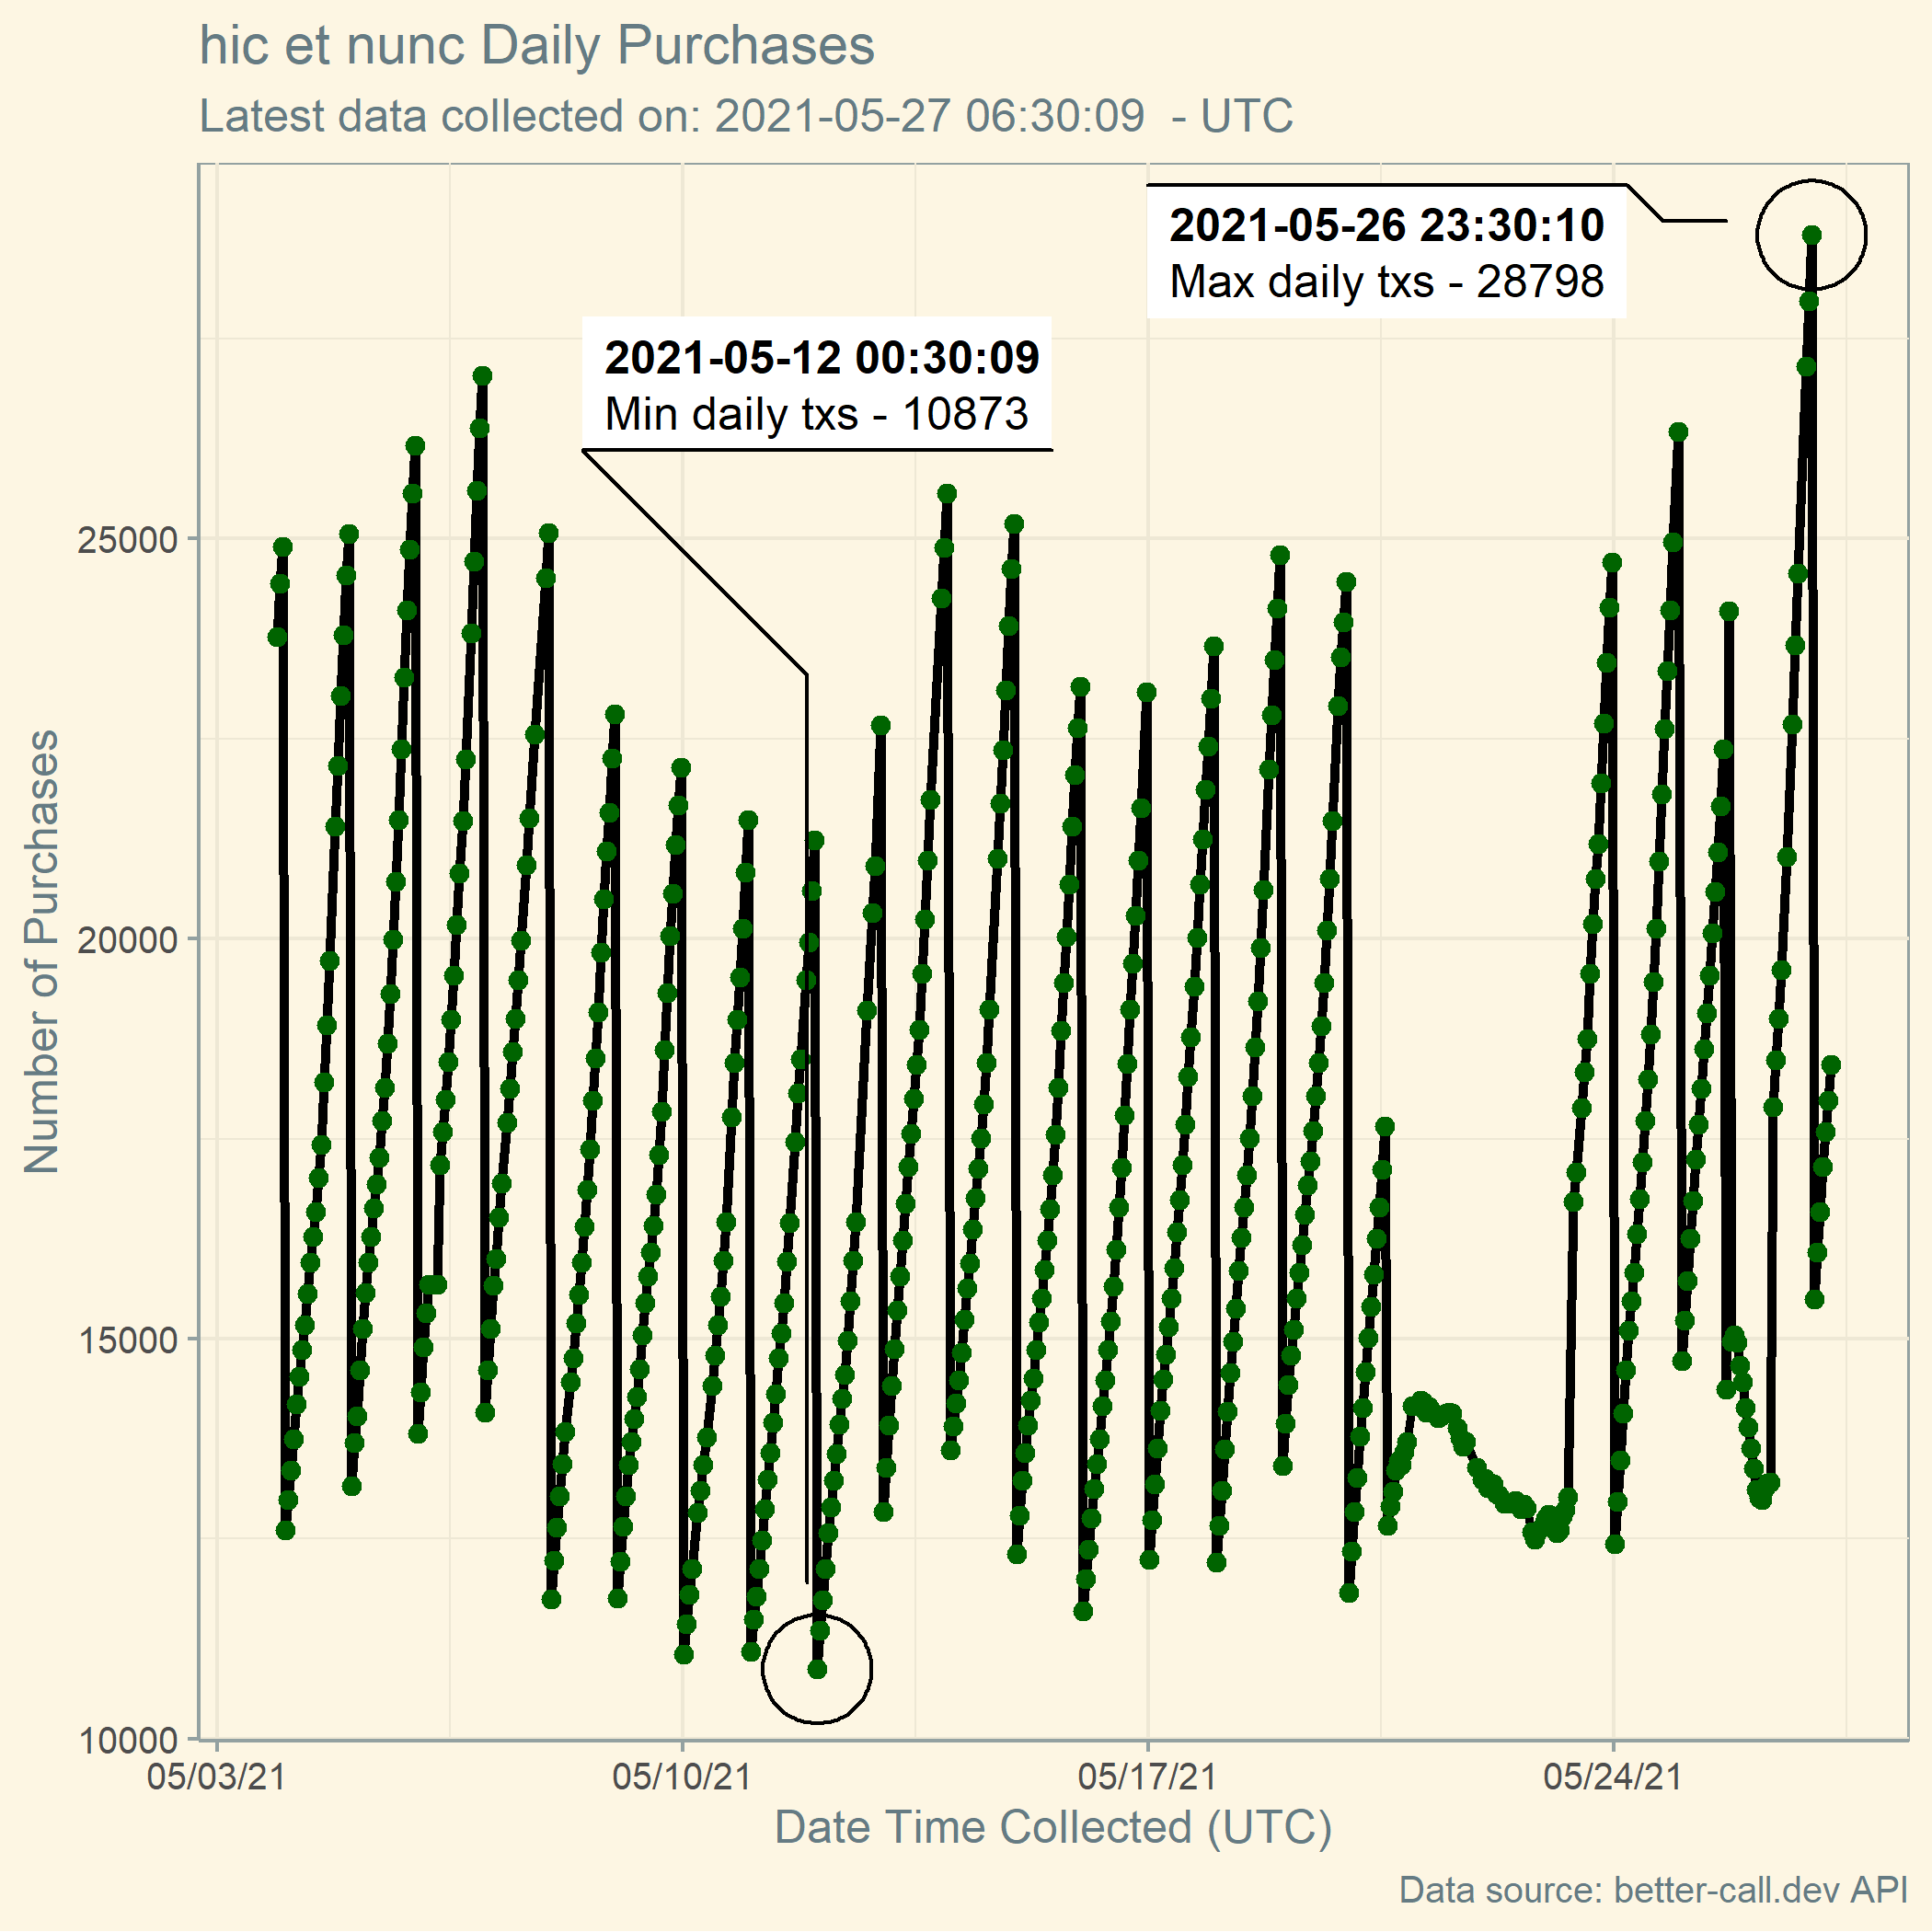 hic et nunc Daily Purchases
Latest data collected on: 2021-05-27 06:30:09 - UTC
2021-05-26 23:30:10
Max daily txs - 28798
2021-05-12 00:30:09
Min daily txs - 10873
Number of Purchases
25000
20000
15000
10000
05/03/21
05/10/21
05/17/21
05/24/21
Date Time Collected (UTC)
Data source: better-call.dev API